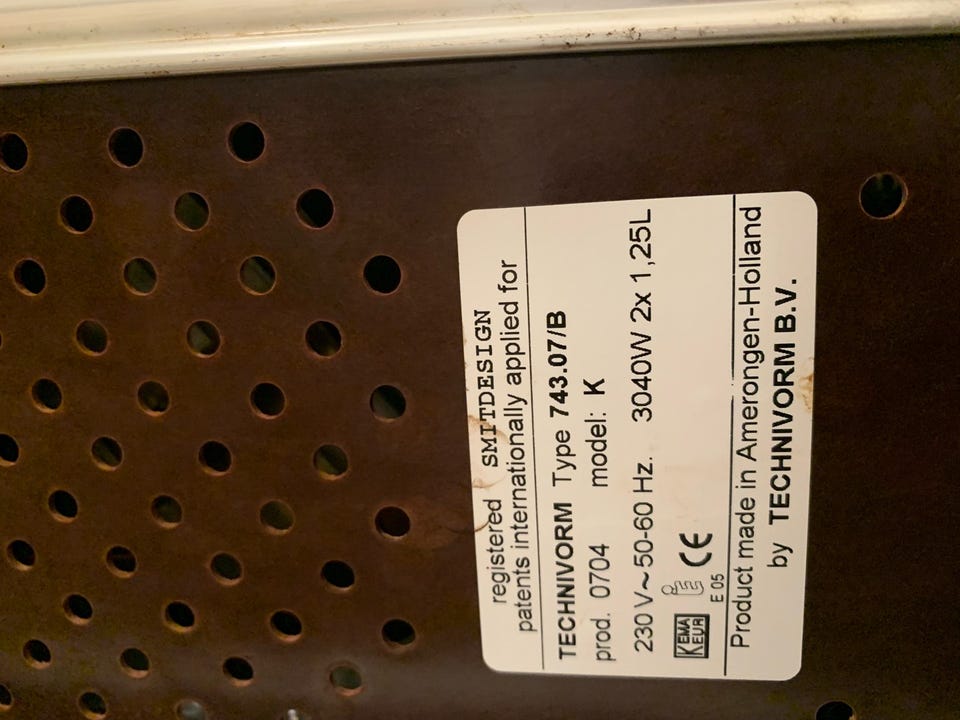 registered SMITDESIGN
patents internationally applied for
TECHNIVORM Type 743.07/B
prod. 0704 model: K
230 V~50-60 Hz. 3040W 2x 1,25L
KEMA KEUR
CE
E 05
Product made in Amerongen-Holland
by TECHNIVORM B.V.